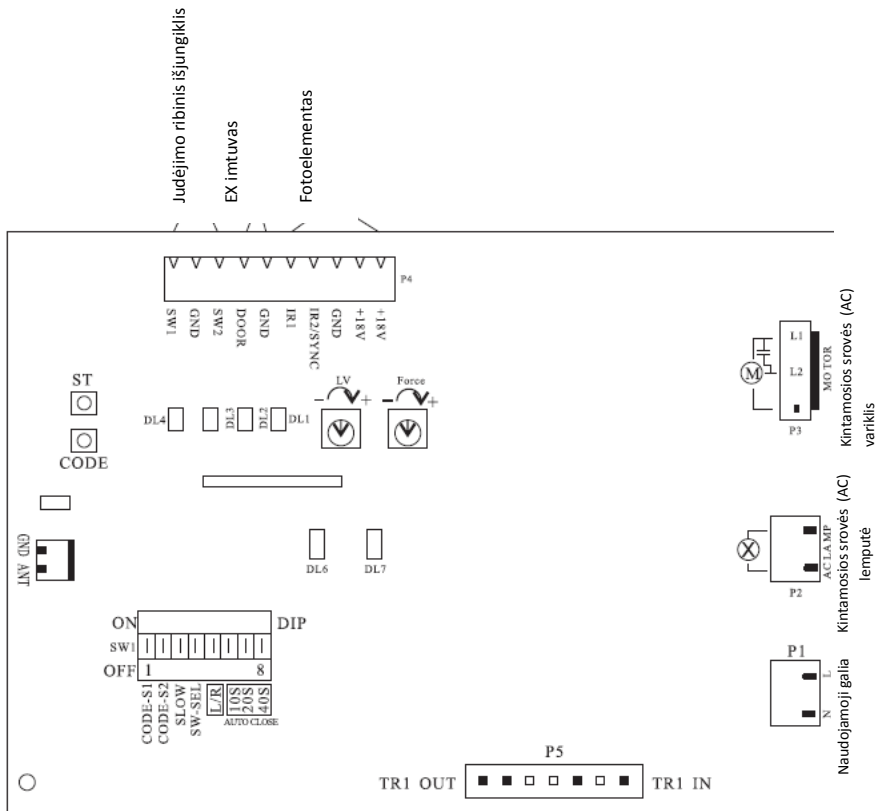 Judėjimo ribinis išjungiklis
EX imtuvas
Fotoelementas
P4
SW1
GND
SW2
DOOR
GND
IR1
IR2/SYNC
GND
+18V
+18V
ST
CODE
DL4
DL3
DL2
DL1
LV
- +
Force
- +
L1
L2
M
MOTOR
P3
Kintamosios srovės (AC)
variklis
GND ANT
DL6
DL7
AC LAMP
P2
Kintamosios srovės (AC)
lemputė
ON
DIP
SW1
OFF
1
8
CODE-S1
CODE-S2
SLOW
SW-SEL
L/R
10S
20S
40S
AUTO CLOSE
P1
L
N
Naudojamoji galia
P5
TR1 OUT
TR1 IN